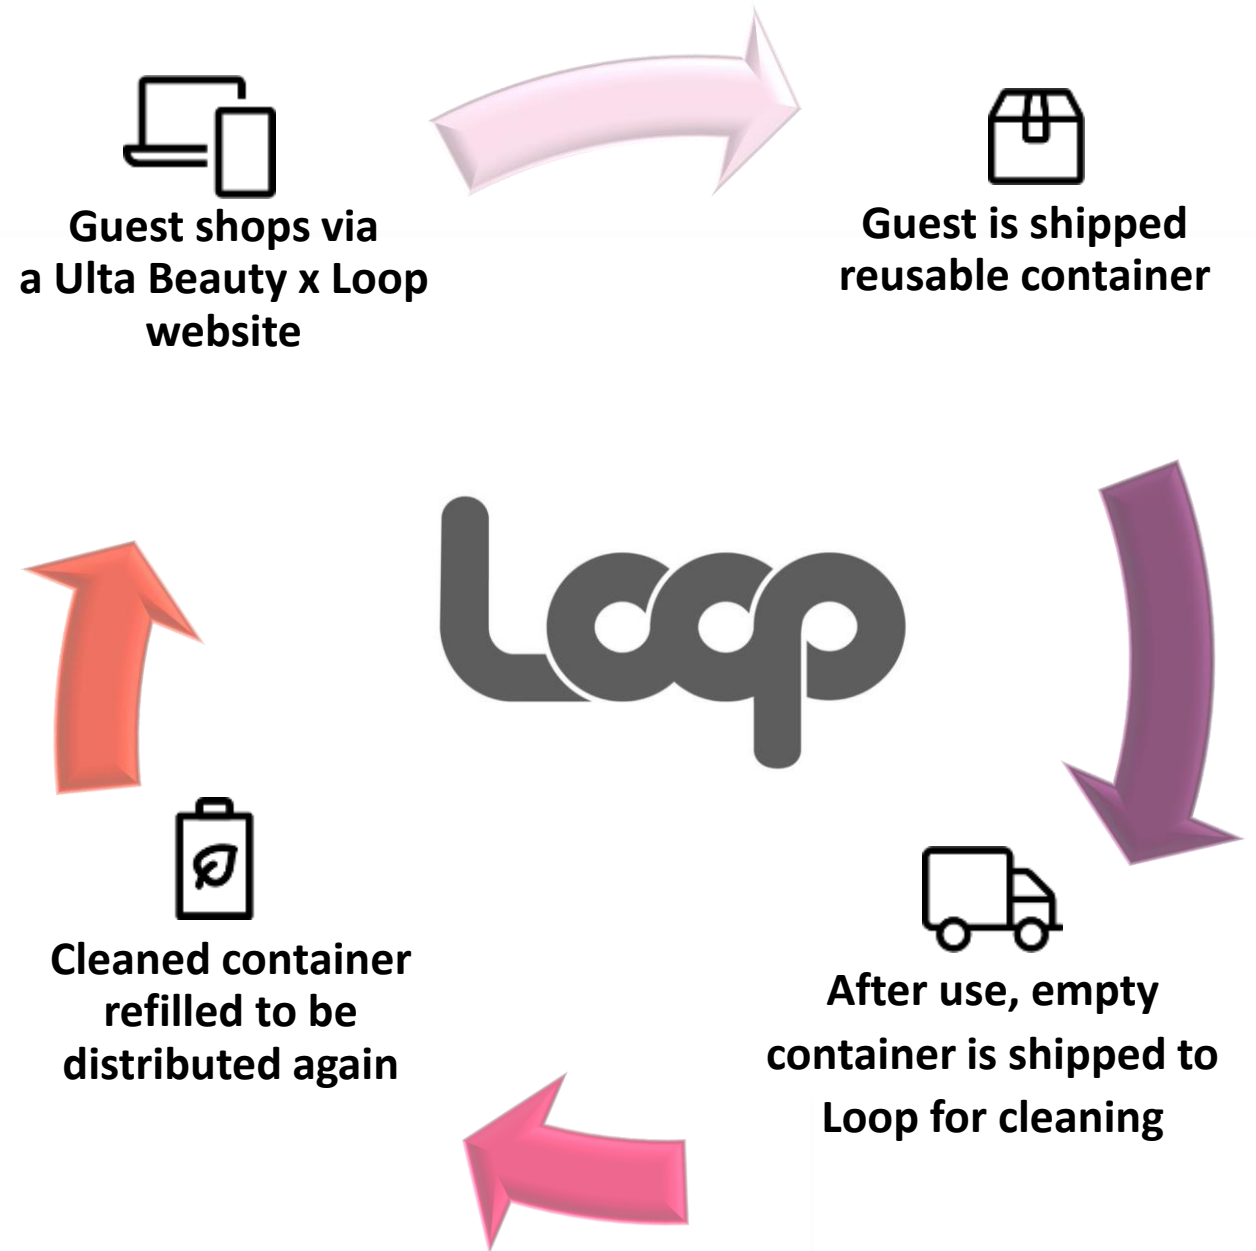 Guest shops via
a Ulta Beauty x Loop
website
Guest is shipped
reusable container
Loop
After use, empty
container is shipped to
Loop for cleaning
Cleaned container
refilled to be
distributed again